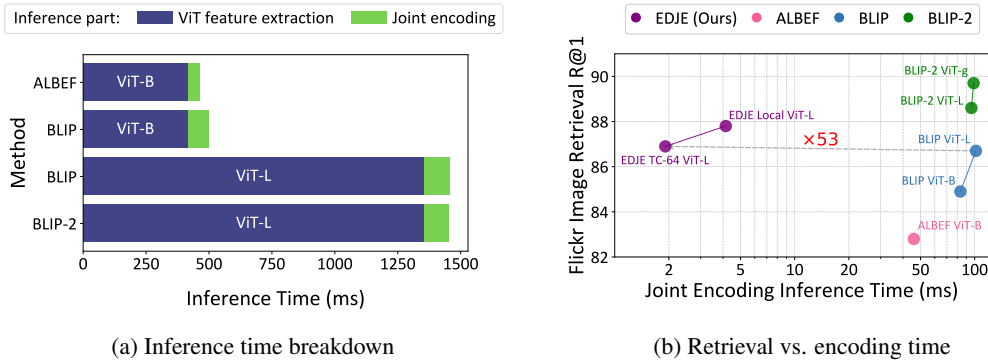 Inference part: ViT feature extraction Joint encoding
Method
ALBEF ViT-B
BLIP ViT-B
BLIP ViT-L
BLIP-2 ViT-L
0 250 500 750 1000 1250 1500
Inference Time (ms)
(a) Inference time breakdown
EDJE (Ours) ALBEF BLIP BLIP-2
Flickr Image Retrieval R@1
90
88
86
84
82
BLIP-2 ViT-g
BLIP-2 ViT-L
EDJE Local ViT-L
×53
BLIP ViT-L
EDJE TC-64 ViT-L
BLIP ViT-B
ALBEF ViT-B
2 5 10 20 50 100
Joint Encoding Inference Time (ms)
(b) Retrieval vs. encoding time